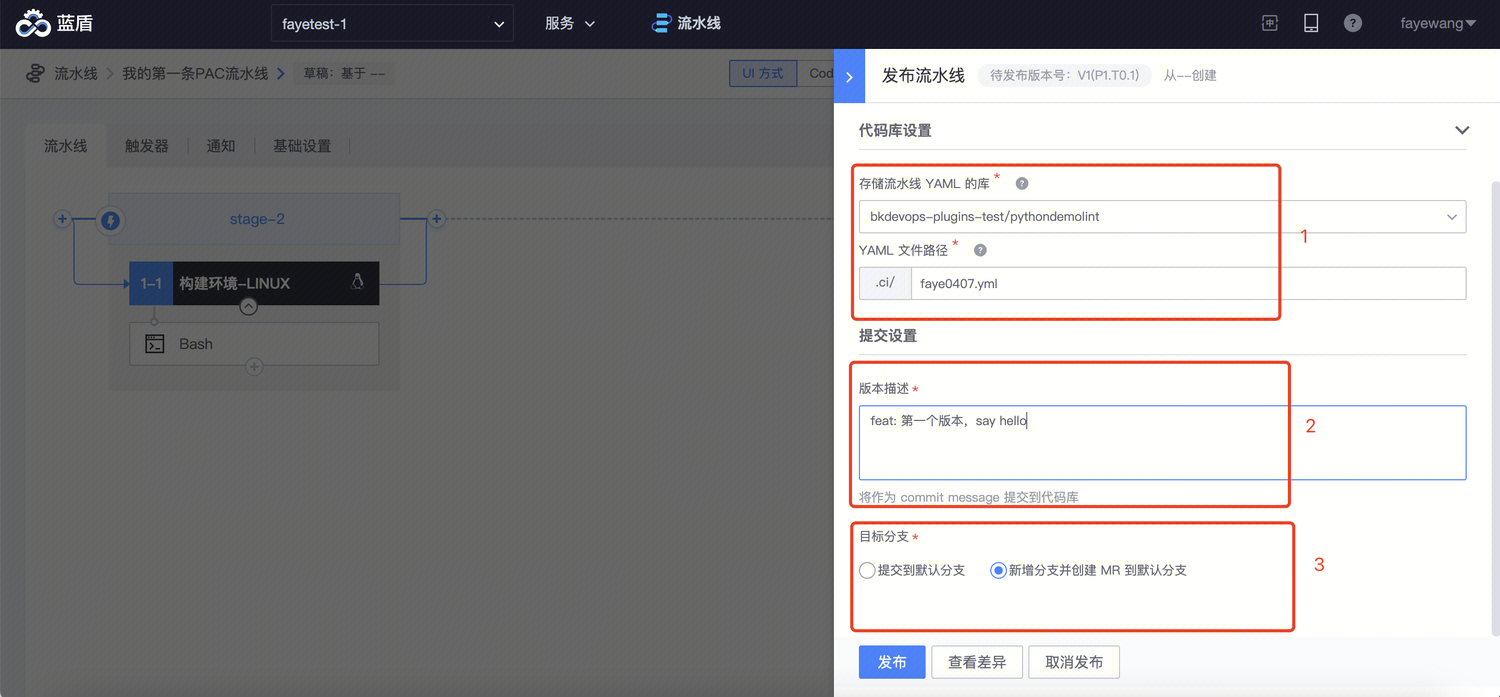 蓝盾
fayetest-1
服务
流水线
fayewang
流水线
我的第一条PAC流水线
草稿：基于 --
UI 方式
Cod
流水线
触发器
通知
基础设置
stage-2
1-1
构建环境-LINUX
Bash
发布流水线
待发布版本号：V1(P1.T0.1)
从--创建
代码库设置
存储流水线 YAML 的库 *
bkdevops-plugins-test/pythondemolint
1
YAML 文件路径 *
.ci/
faye0407.yml
提交设置
版本描述 *
feat: 第一个版本，say hello
2
将作为 commit message 提交到代码库
目标分支 *
提交到默认分支
新增分支并创建 MR 到默认分支
3
发布
查看差异
取消发布